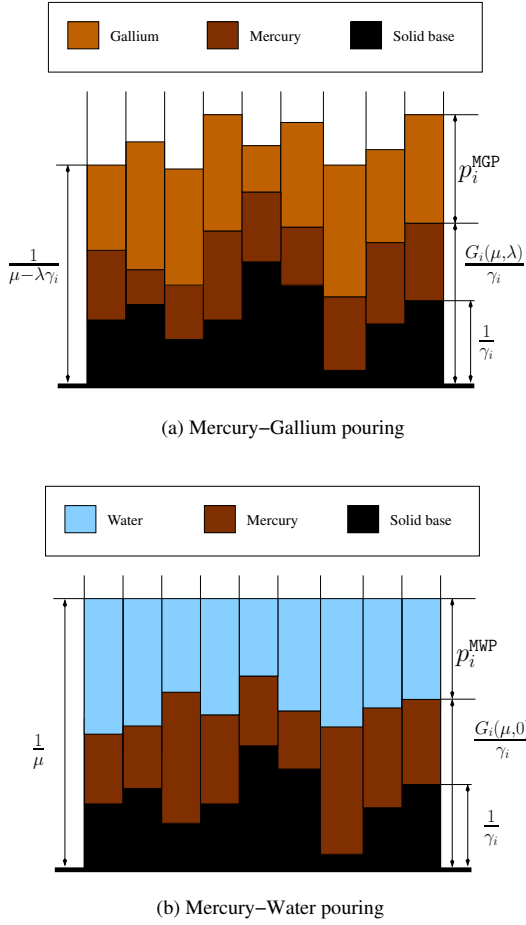 Gallium Mercury Solid base
p_i^MGP
1/(μ−λγ_i)
G_i(μ,λ)/γ_i
1/γ_i
(a) Mercury−Gallium pouring
Water Mercury Solid base
p_i^MWP
1/μ
G_i(μ,0)/γ_i
1/γ_i
(b) Mercury−Water pouring